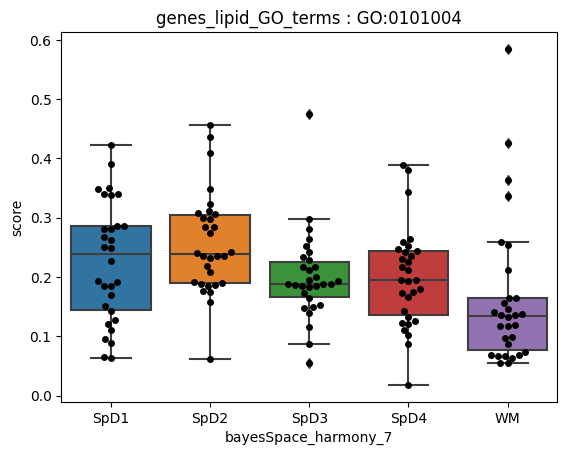 genes_lipid_GO_terms : GO:0101004
score
0.6
0.5
0.4
0.3
0.2
0.1
0.0
SpD1 SpD2 SpD3 SpD4 WM
bayesSpace_harmony_7